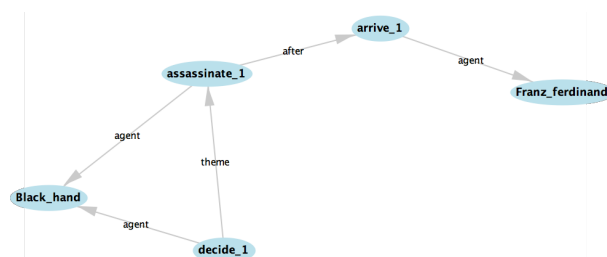 arrive_1
after
agent
assassinate_1
Franz_ferdinand
agent
theme
Black_hand
agent
decide_1